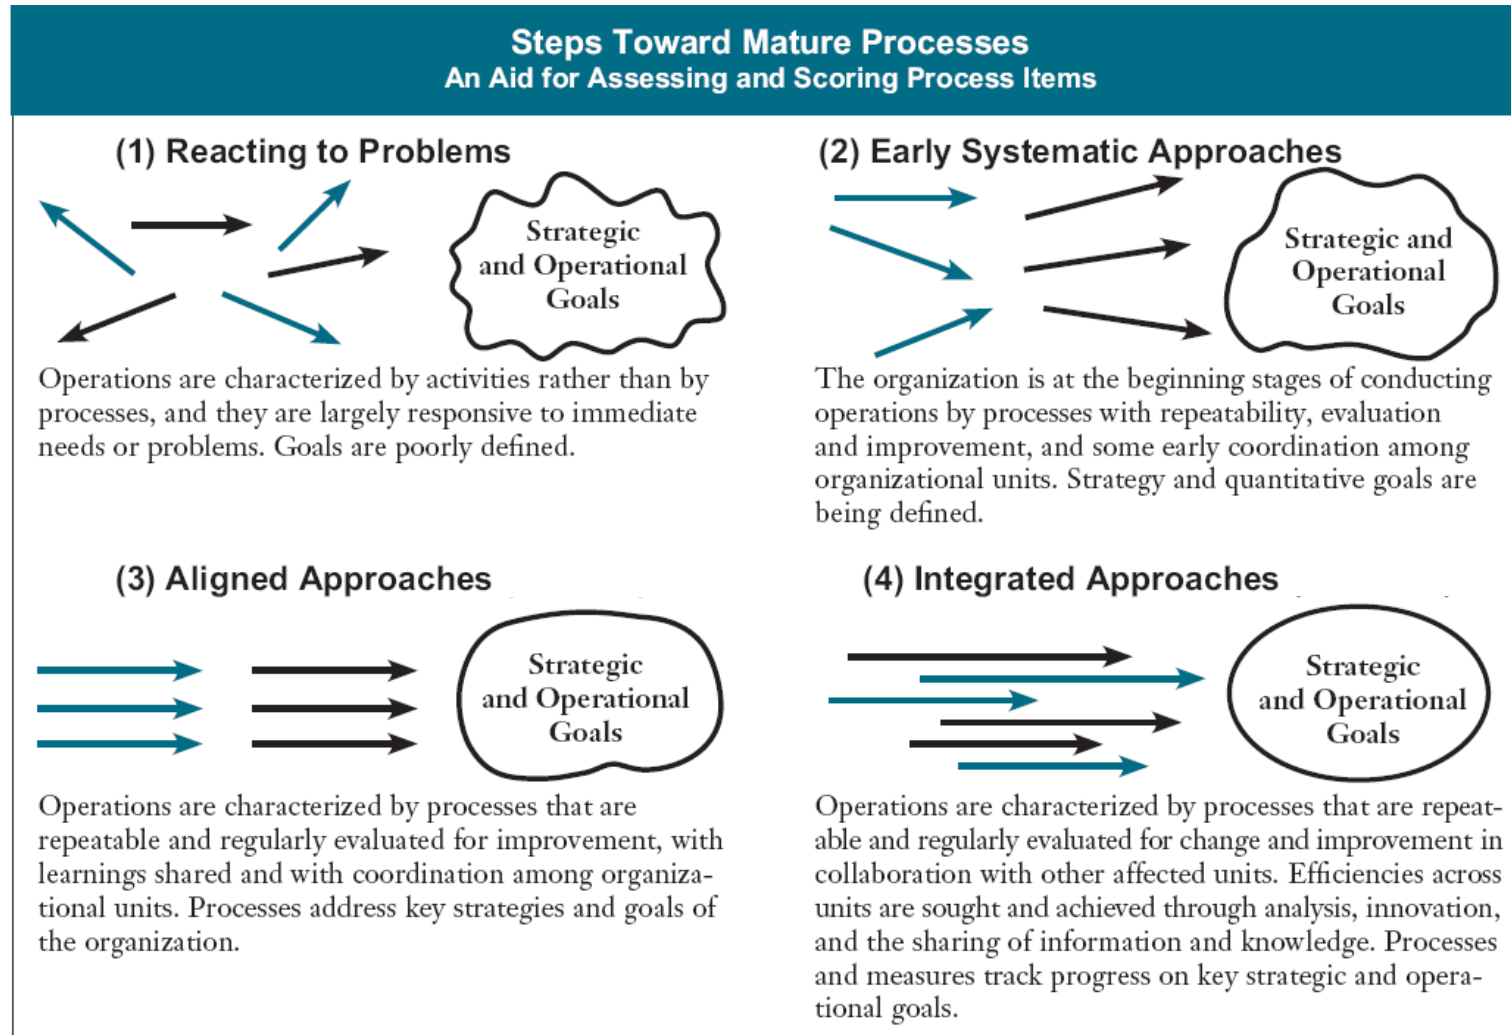 Steps Toward Mature Processes
An Aid for Assessing and Scoring Process Items
(1) Reacting to Problems
Strategic
and Operational
Goals
Operations are characterized by activities rather than by
processes, and they are largely responsive to immediate
needs or problems. Goals are poorly defined.
(2) Early Systematic Approaches
Strategic and
Operational
Goals
The organization is at the beginning stages of conducting
operations by processes with repeatability, evaluation
and improvement, and some early coordination among
organizational units. Strategy and quantitative goals are
being defined.
(3) Aligned Approaches
Strategic
and Operational
Goals
Operations are characterized by processes that are
repeatable and regularly evaluated for improvement, with
learnings shared and with coordination among organiza-
tional units. Processes address key strategies and goals of
the organization.
(4) Integrated Approaches
Strategic
and Operational
Goals
Operations are characterized by processes that are repeat-
able and regularly evaluated for change and improvement in
collaboration with other affected units. Efficiencies across
units are sought and achieved through analysis, innovation,
and the sharing of information and knowledge. Processes
and measures track progress on key strategic and opera-
tional goals.